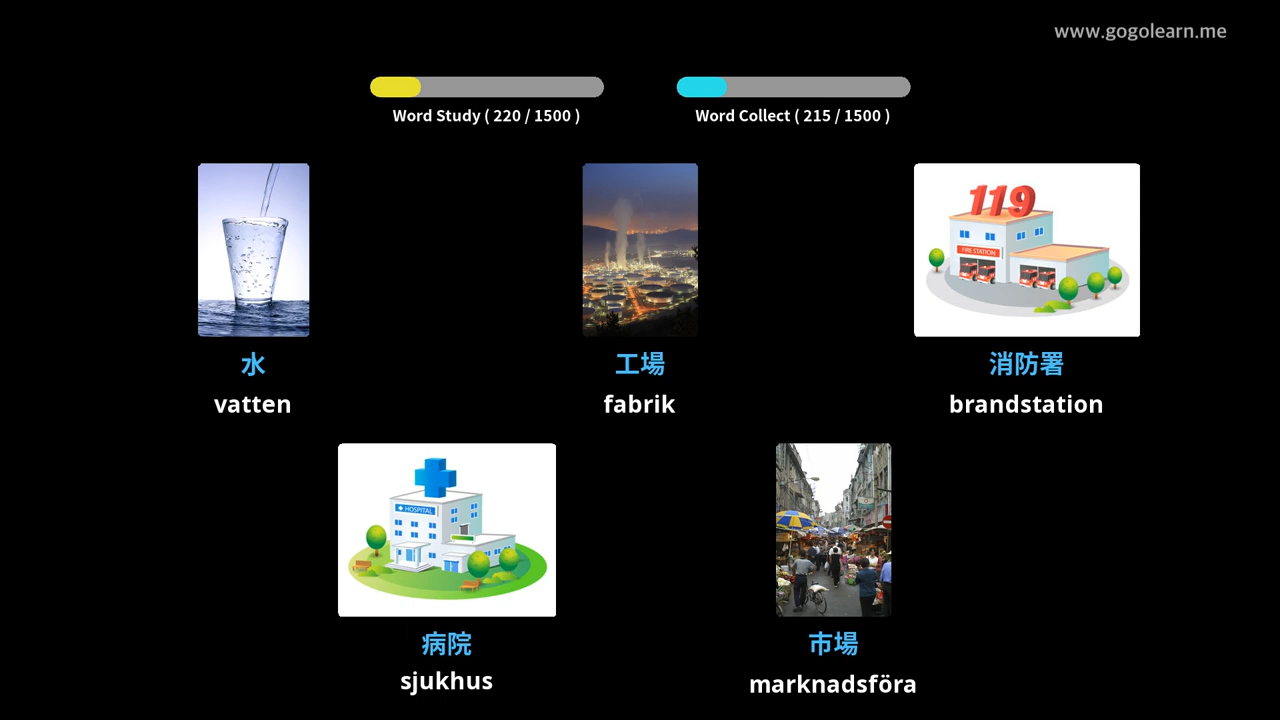 www.gogolearn.me
Word Study ( 220 / 1500 )
Word Collect ( 215 / 1500 )
119
FIRE STATION
水
工場
消防署
vatten
fabrik
brandstation
HOSPITAL
病院
市場
sjukhus
marknadsföra